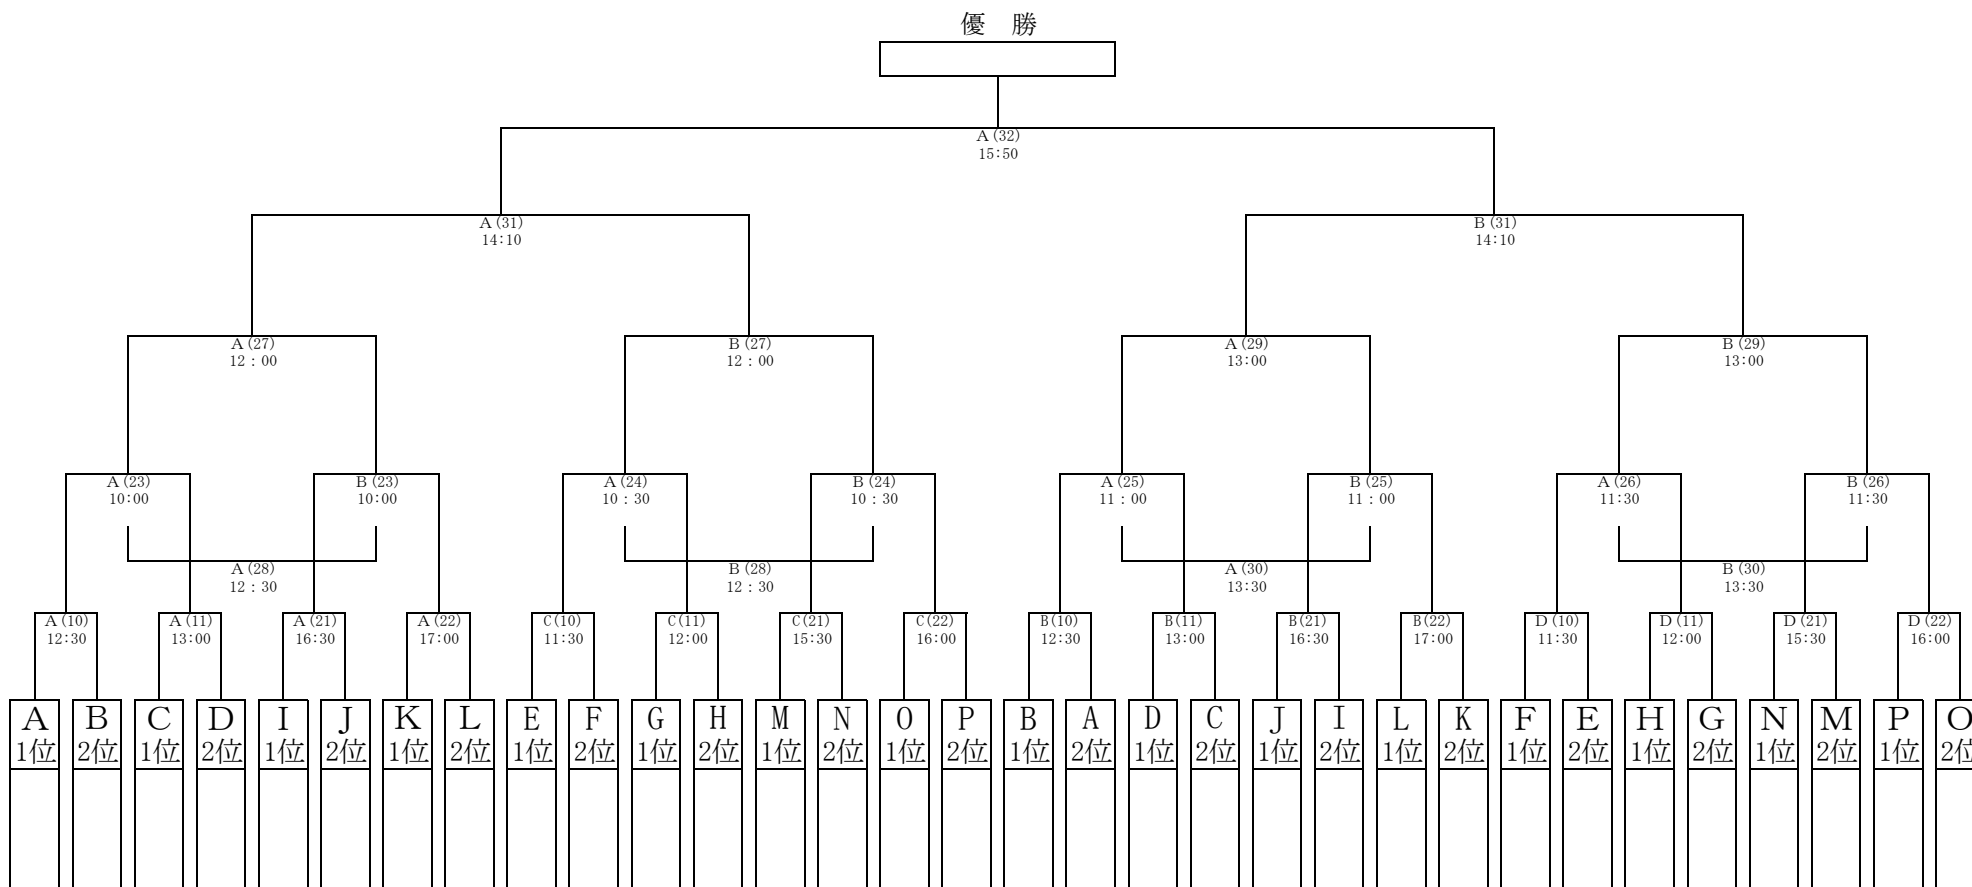 優 勝
A (32)
15:50
A (31) B (31)
14:10 14:10
A (27) B (27) A (29) B (29)
12：00 12：00 13:00 13:00
A (23) B (23) A (24) B (24) A (25) B (25) A (26) B (26)
10:00 10:00 10：30 10：30 11：00 11：00 11:30 11:30
A (28) B (28) A (30) B (30)
12：30 12：30 13:30 13:30
A (10) A (11) A (21) A (22) C (10) C (11) C (21) C (22) B (10) B (11) B (21) B (22) D (10) D (11) D (21) D (22)
12:30 13:00 16:30 17:00 11:30 12:00 15:30 16:00 12:30 13:00 16:30 17:00 11:30 12:00 15:30 16:00
A B C D I J K L E F G H M N O P B A D C J I L K F E H G N M P O
1位 2位 1位 2位 1位 2位 1位 2位 1位 2位 1位 2位 1位 2位 1位 2位 1位 2位 1位 2位 1位 2位 1位 2位 1位 2位 1位 2位 1位 2位 1位 2位